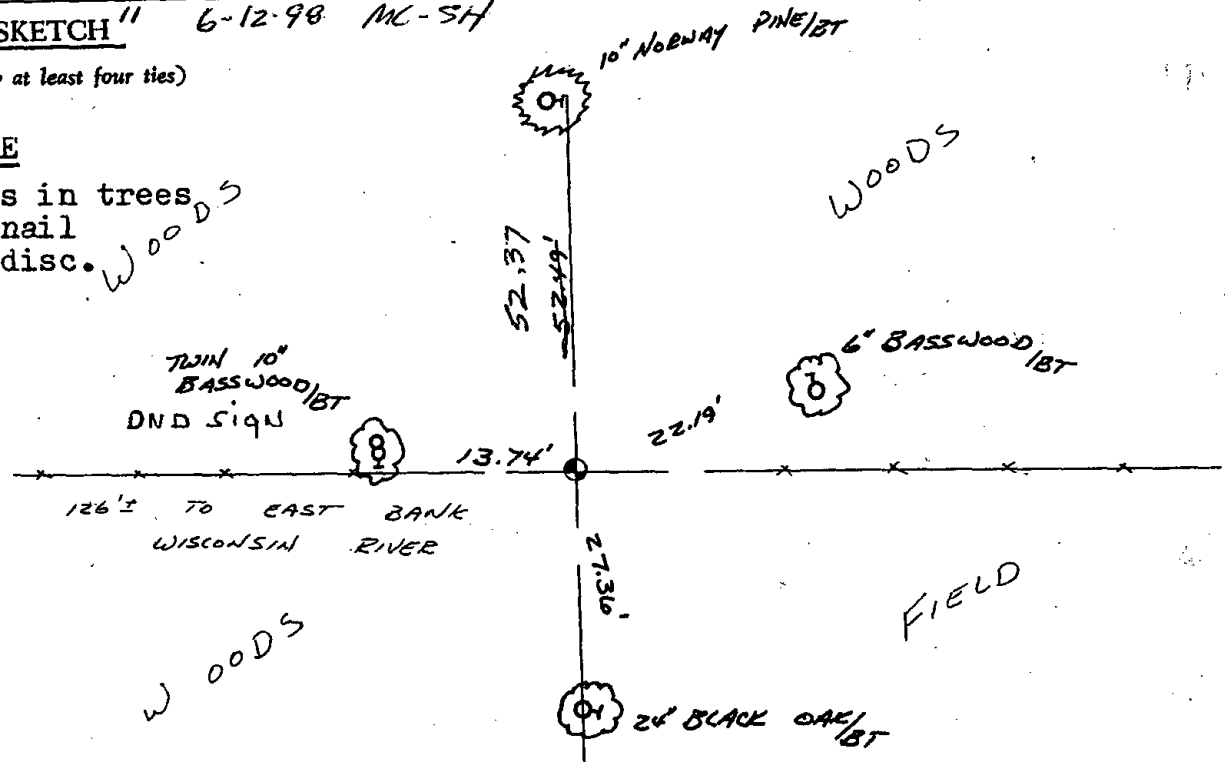 SKETCH" 6-12-98 MC-SH
at least four ties)
10" NORWAY PINE/BT
E
s in trees
nail
disc.
WOODS
WOODS
52.37
52.49'
6" BASSWOOD/BT
TWIN 10"
BASSWOOD/BT
DND SIGN
22.19'
13.74'
126'± TO EAST BANK
WISCONSIN RIVER
27.36'
FIELD
WOODS
24" BLACK OAK/BT